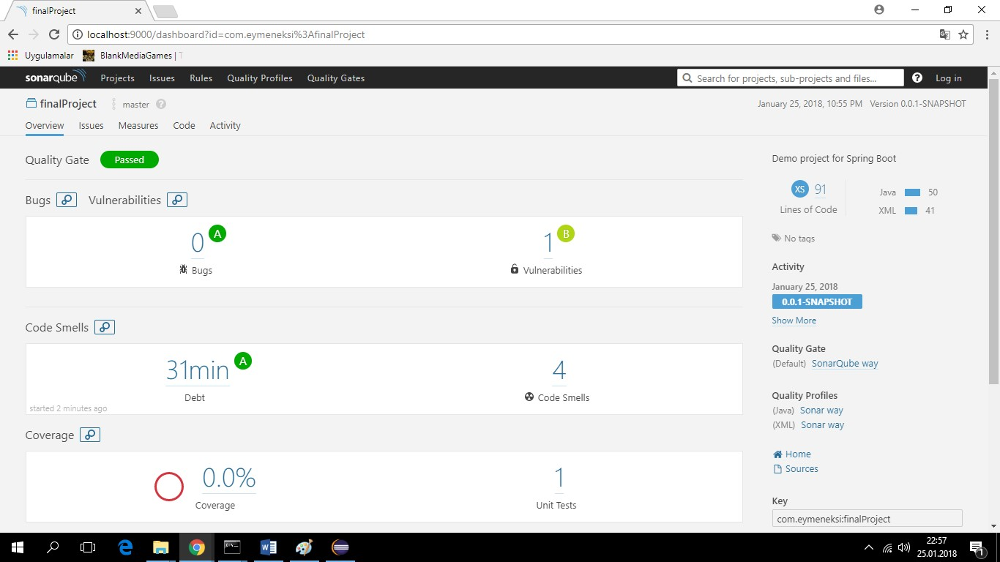 finalProject
localhost:9000/dashboard?id=com.eymeneksi%3AfinalProject
Uygulamalar BlankMediaGames | T
sonarqube Projects Issues Rules Quality Profiles Quality Gates Search for projects, sub-projects and files... ? Log in
finalProject master ? January 25, 2018, 10:55 PM Version 0.0.1-SNAPSHOT
Overview Issues Measures Code Activity
Quality Gate Passed
Bugs Vulnerabilities
0 A 1 B
Bugs Vulnerabilities
Code Smells
31min A 4
Debt Code Smells
started 2 minutes ago
Coverage
0.0% 1
Coverage Unit Tests
Demo project for Spring Boot
XS 91
Lines of Code
Java 50
XML 41
No tags
Activity
January 25, 2018
0.0.1-SNAPSHOT
Show More
Quality Gate
(Default) SonarQube way
Quality Profiles
(Java) Sonar way
(XML) Sonar way
Home
Sources
Key
com.eymeneksi:finalProject
22:57
25.01.2018
1